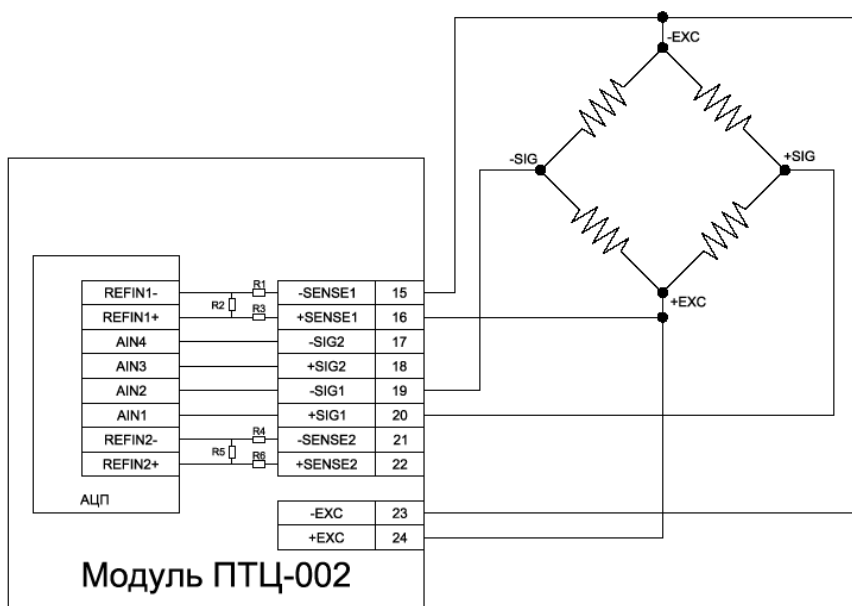 -EXC
-SIG
+SIG
+EXC
REFIN1- R1 -SENSE1 15
R2
REFIN1+ R3 +SENSE1 16
AIN4 -SIG2 17
AIN3 +SIG2 18
AIN2 -SIG1 19
AIN1 +SIG1 20
REFIN2- R4 -SENSE2 21
R5
REFIN2+ R6 +SENSE2 22
АЦП
-EXC 23
+EXC 24
Модуль ПТЦ-002